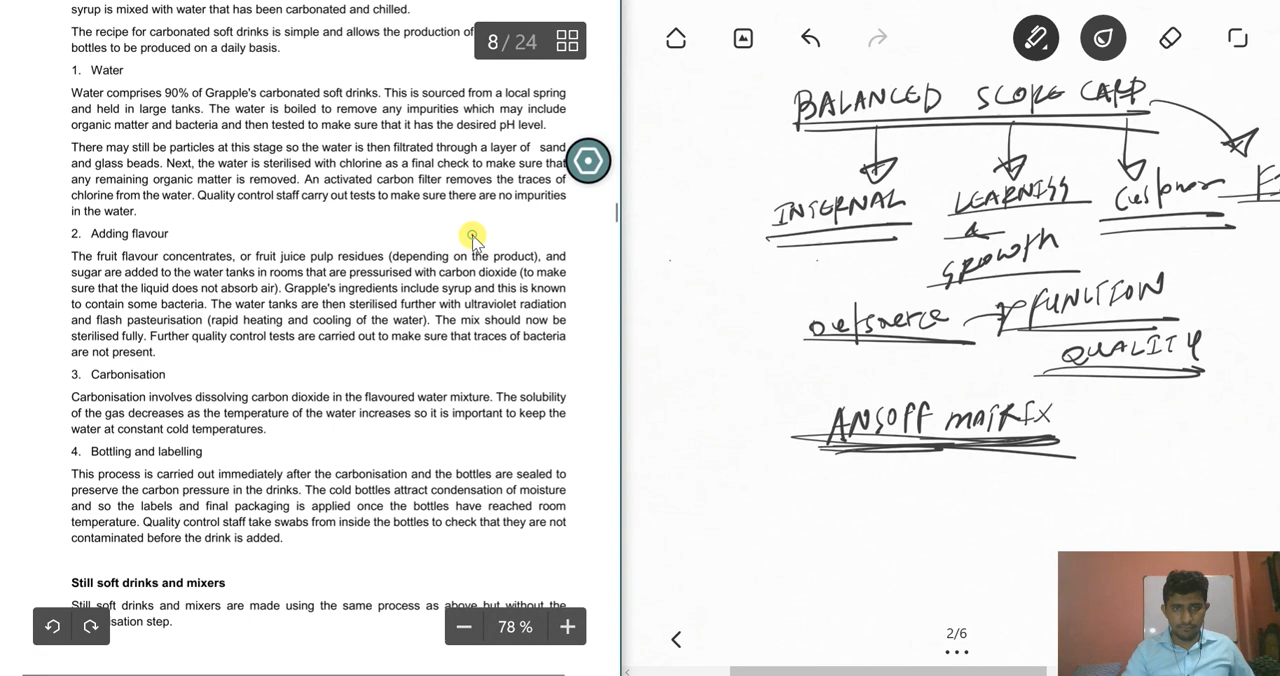 syrup is mixed with water that has been carbonated and chilled.
The recipe for carbonated soft drinks is simple and allows the production of
bottles to be produced on a daily basis.
8 / 24
1. Water
Water comprises 90% of Grapple's carbonated soft drinks. This is sourced from a local spring
and held in large tanks. The water is boiled to remove any impurities which may include
organic matter and bacteria and then tested to make sure that it has the desired pH level.
There may still be particles at this stage so the water is then filtrated through a layer of sand
and glass beads. Next, the water is sterilised with chlorine as a final check to make sure that
any remaining organic matter is removed. An activated carbon filter removes the traces of
chlorine from the water. Quality control staff carry out tests to make sure there are no impurities
in the water.
2. Adding flavour
The fruit flavour concentrates, or fruit juice pulp residues (depending on the product), and
sugar are added to the water tanks in rooms that are pressurised with carbon dioxide (to make
sure that the liquid does not absorb air). Grapple's ingredients include syrup and this is known
to contain some bacteria. The water tanks are then sterilised further with ultraviolet radiation
and flash pasteurisation (rapid heating and cooling of the water). The mix should now be
sterilised fully. Further quality control tests are carried out to make sure that traces of bacteria
are not present.
3. Carbonisation
Carbonisation involves dissolving carbon dioxide in the flavoured water mixture. The solubility
of the gas decreases as the temperature of the water increases so it is important to keep the
water at constant cold temperatures.
4. Bottling and labelling
This process is carried out immediately after the carbonisation and the bottles are sealed to
preserve the carbon pressure in the drinks. The cold bottles attract condensation of moisture
and so the labels and final packaging is applied once the bottles have reached room
temperature. Quality control staff take swabs from inside the bottles to check that they are not
contaminated before the drink is added.
Still soft drinks and mixers
Still soft drinks and mixers are made using the same process as above but without the
sation step.
78 %
BALANCED SCORE CARD
INTERNAL
LEARNING
&
Growth
Customer
Outsource
FUNCTION
QUALITY
ANSOFF MATRIX
2/6